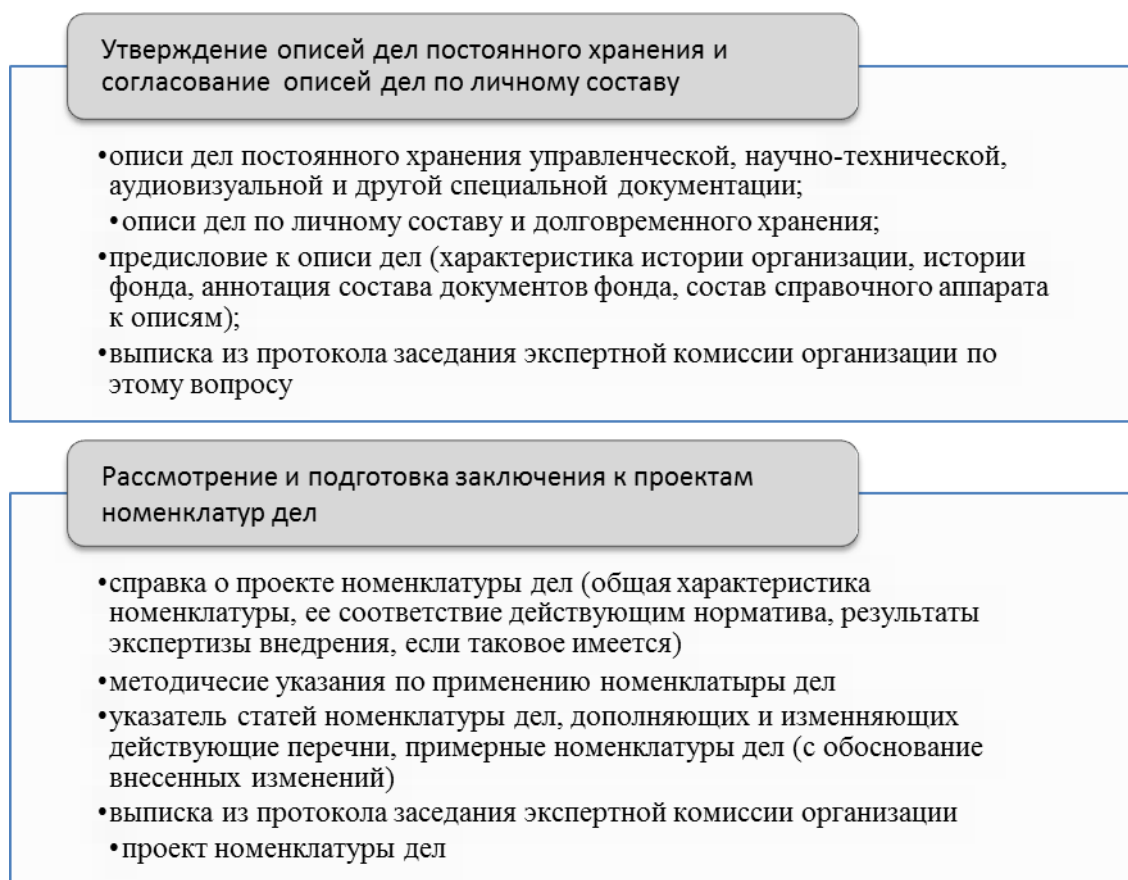 Утверждение описей дел постоянного хранения и
согласование описей дел по личному составу
•описи дел постоянного хранения управленческой, научно-технической,
аудиовизуальной и другой специальной документации;
•описи дел по личному составу и долговременного хранения;
•предисловие к описи дел (характеристика истории организации, истории
фонда, аннотация состава документов фонда, состав справочного аппарата
к описям);
•выписка из протокола заседания экспертной комиссии организации по
этому вопросу
Рассмотрение и подготовка заключения к проектам
номенклатур дел
•справка о проекте номенклатуры дел (общая характеристика
номенклатуры, ее соответствие действующим норматива, результаты
экспертизы внедрения, если таковое имеется)
•методичесие указания по применению номенклатыры дел
•указатель статей номенклатуры дел, дополняющих и изменняющих
действующие перечни, примерные номенклатуры дел (с обоснование
внесенных изменений)
•выписка из протокола заседания экспертной комиссии организации
•проект номенклатуры дел